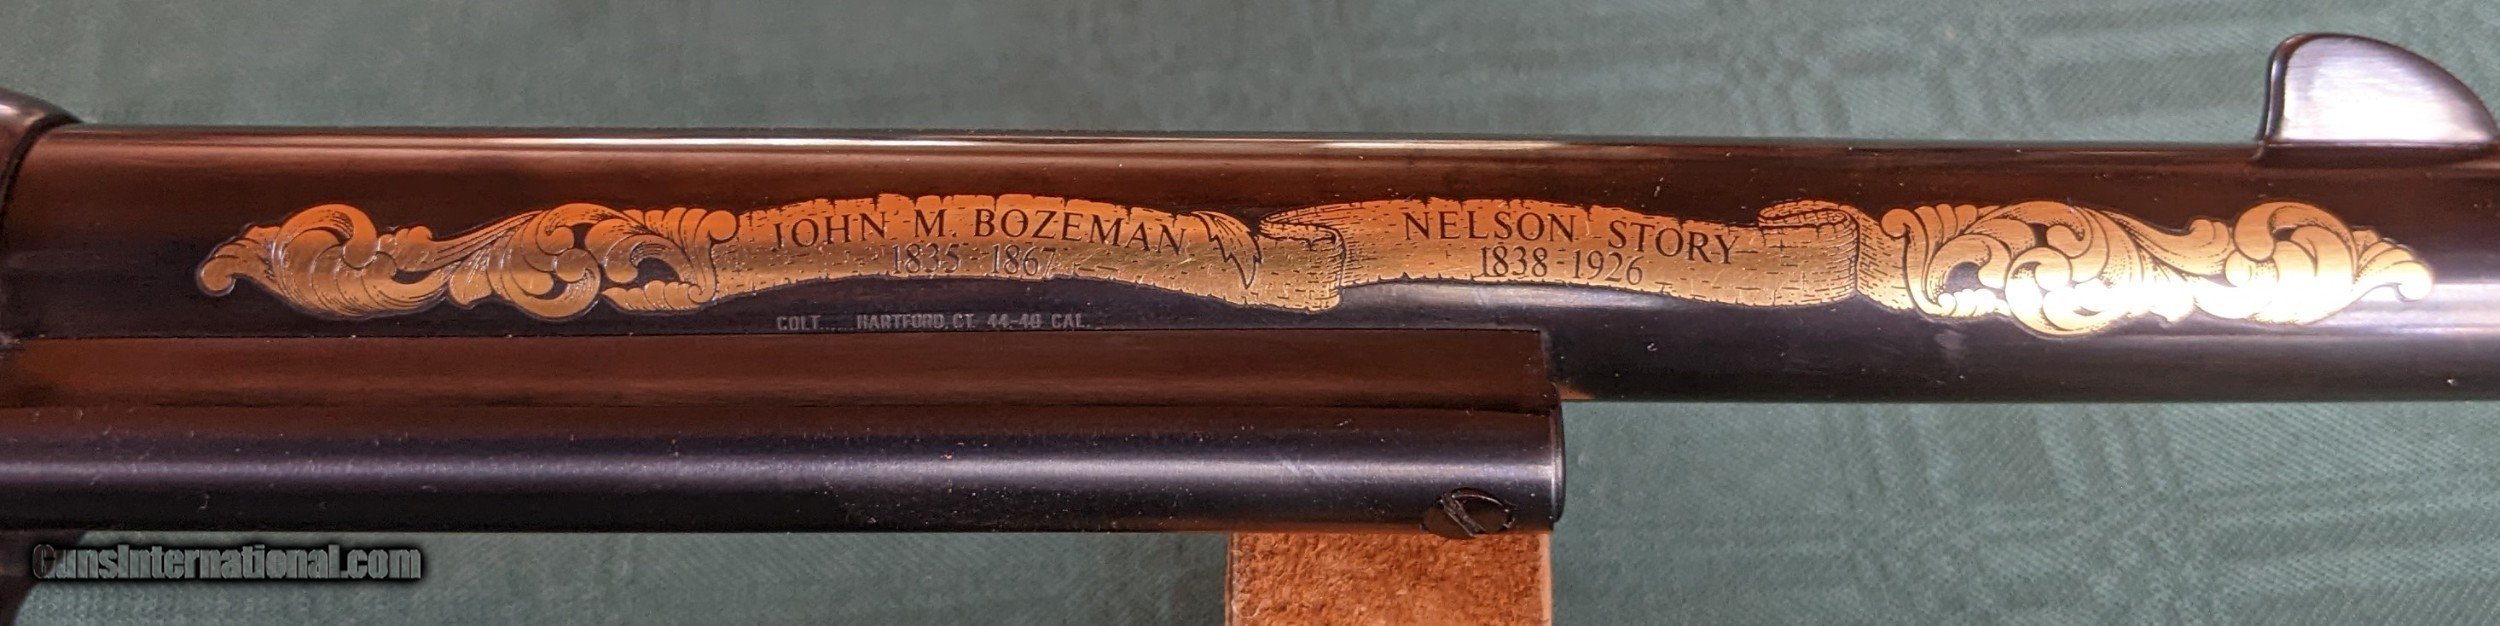 JOHN M. BOZEMAN
1835 - 1867
NELSON STORY
1838 - 1926
COLT..... HARTFORD, CT. 44-40 CAL.
GunsInternational.com